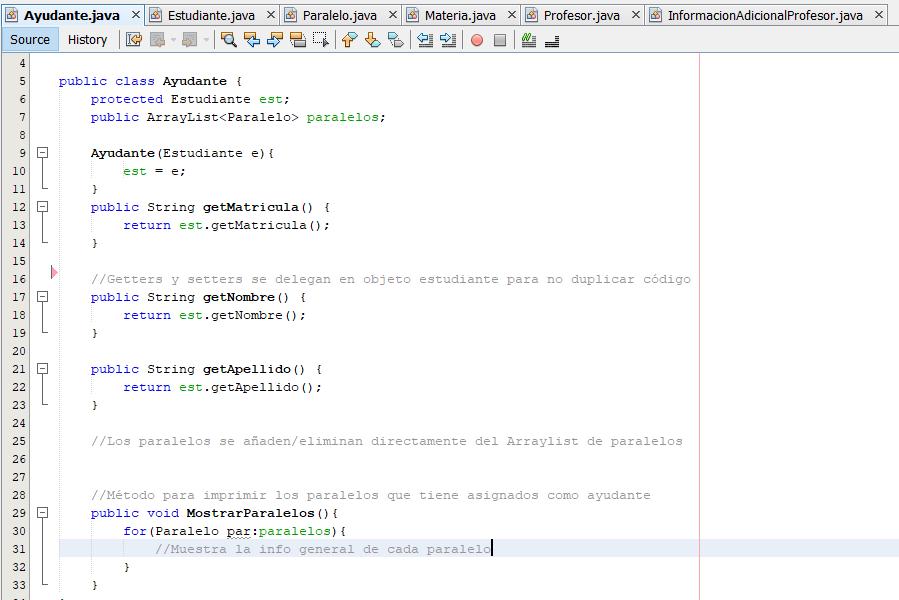 Ayudante.java Estudiante.java Paralelo.java Materia.java Profesor.java InformacionAdicionalProfesor.java
Source History
4
5 public class Ayudante {
6 protected Estudiante est;
7 public ArrayList<Paralelo> paralelos;
8
9 Ayudante(Estudiante e){
10 est = e;
11 }
12 public String getMatricula() {
13 return est.getMatricula();
14 }
15
16 //Getters y setters se delegan en objeto estudiante para no duplicar código
17 public String getNombre() {
18 return est.getNombre();
19 }
20
21 public String getApellido() {
22 return est.getApellido();
23 }
24
25 //Los paralelos se añaden/eliminan directamente del Arraylist de paralelos
26
27
28 //Método para imprimir los paralelos que tiene asignados como ayudante
29 public void MostrarParalelos(){
30 for(Paralelo par:paralelos){
31 //Muestra la info general de cada paralelo
32 }
33 }